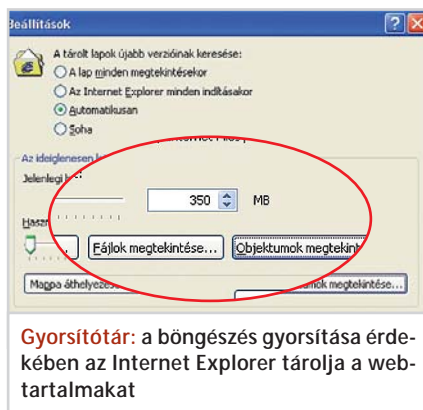 Beállítások
A tárolt lapok újabb verzióinak keresése:
A lap minden megtekintésekor
Az Internet Explorer minden indításakor
Automatikusan
Soha
Az ideiglenesen
Jelenlegi
350 MB
Fájlok megtekintése... Objektumok megtekint
Mappa áthelyezése megtekintése...
Gyorsítótár: a böngészés gyorsítása érde-
kében az Internet Explorer tárolja a web-
tartalmakat